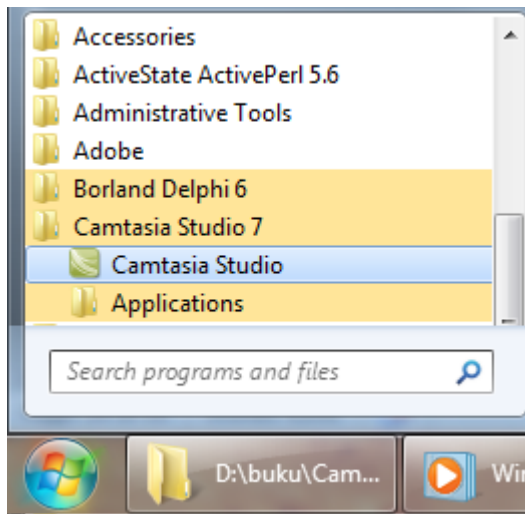 Accessories
ActiveState ActivePerl 5.6
Administrative Tools
Adobe
Borland Delphi 6
Camtasia Studio 7
Camtasia Studio
Applications
Search programs and files
D:\buku\Cam...
Wi